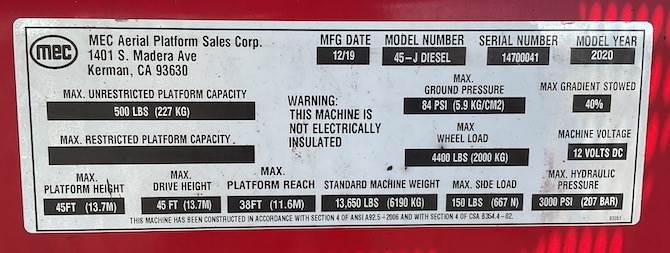 mec
MEC Aerial Platform Sales Corp.
1401 S. Madera Ave
Kerman, CA 93630
MFG DATE
12/19
MODEL NUMBER
45-J DIESEL
SERIAL NUMBER
14700041
MODEL YEAR
2020
MAX. UNRESTRICTED PLATFORM CAPACITY
500 LBS (227 KG)
MAX. RESTRICTED PLATFORM CAPACITY
WARNING:
THIS MACHINE IS
NOT ELECTRICALLY
INSULATED
MAX.
GROUND PRESSURE
84 PSI (5.9 KG/CM2)
MAX
WHEEL LOAD
4400 LBS (2000 KG)
MAX GRADIENT STOWED
40%
MACHINE VOLTAGE
12 VOLTS DC
MAX.
PLATFORM HEIGHT
45FT (13.7M)
MAX.
DRIVE HEIGHT
45 FT (13.7M)
MAX.
PLATFORM REACH
38FT (11.6M)
STANDARD MACHINE WEIGHT
13,650 LBS (6190 KG)
MAX. SIDE LOAD
150 LBS (667 N)
MAX. HYDRAULIC
PRESSURE
3000 PSI (207 BAR)
THIS MACHINE HAS BEEN CONSTRUCTED IN ACCORDANCE WITH SECTION 4 OF ANSI A92.5-2006 AND WITH SECTION 4 OF CSA B354.4-02.